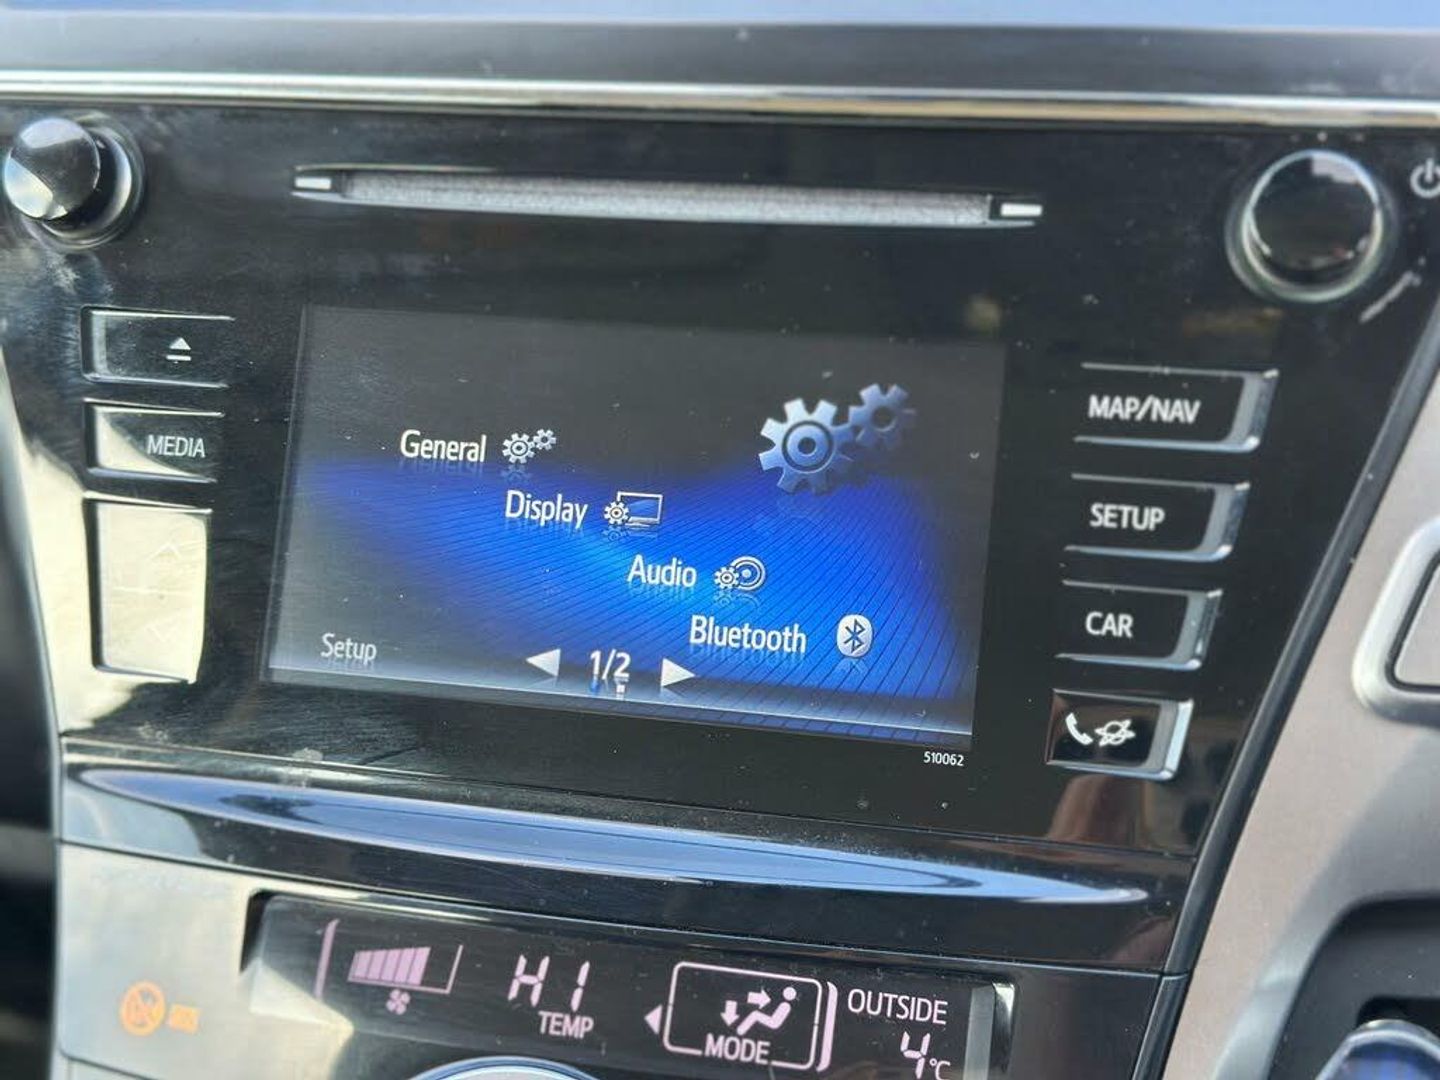 MEDIA
MAP/NAV
SETUP
CAR
General
Display
Audio
Bluetooth
Setup
1/2
510062
HI
TEMP
MODE
OUTSIDE
4°C